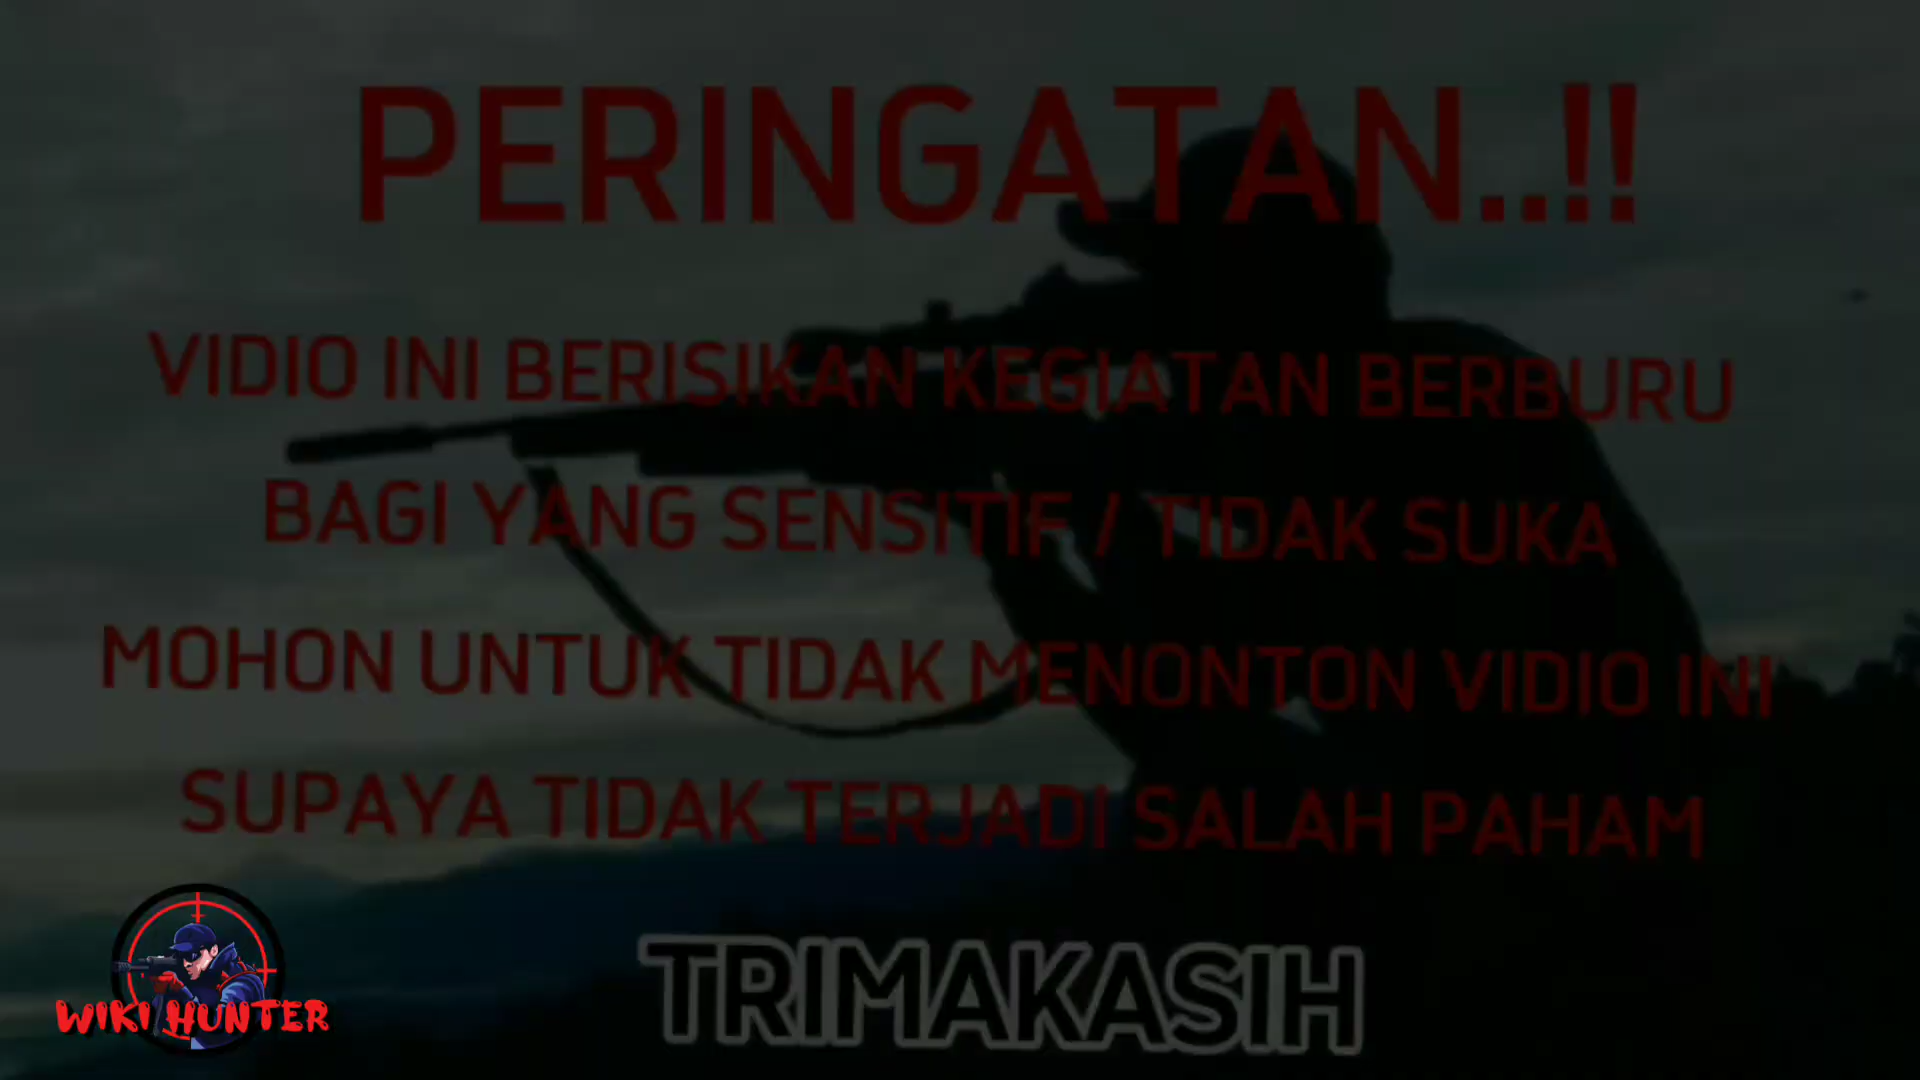 PERINGATAN..!!
VIDIO INI BERISIKAN KEGIATAN BERBURU
BAGI YANG SENSITIF / TIDAK SUKA
MOHON UNTUK TIDAK MENONTON VIDIO INI
SUPAYA TIDAK TERJADI SALAH PAHAM
TRIMAKASIH
WIKI HUNTER